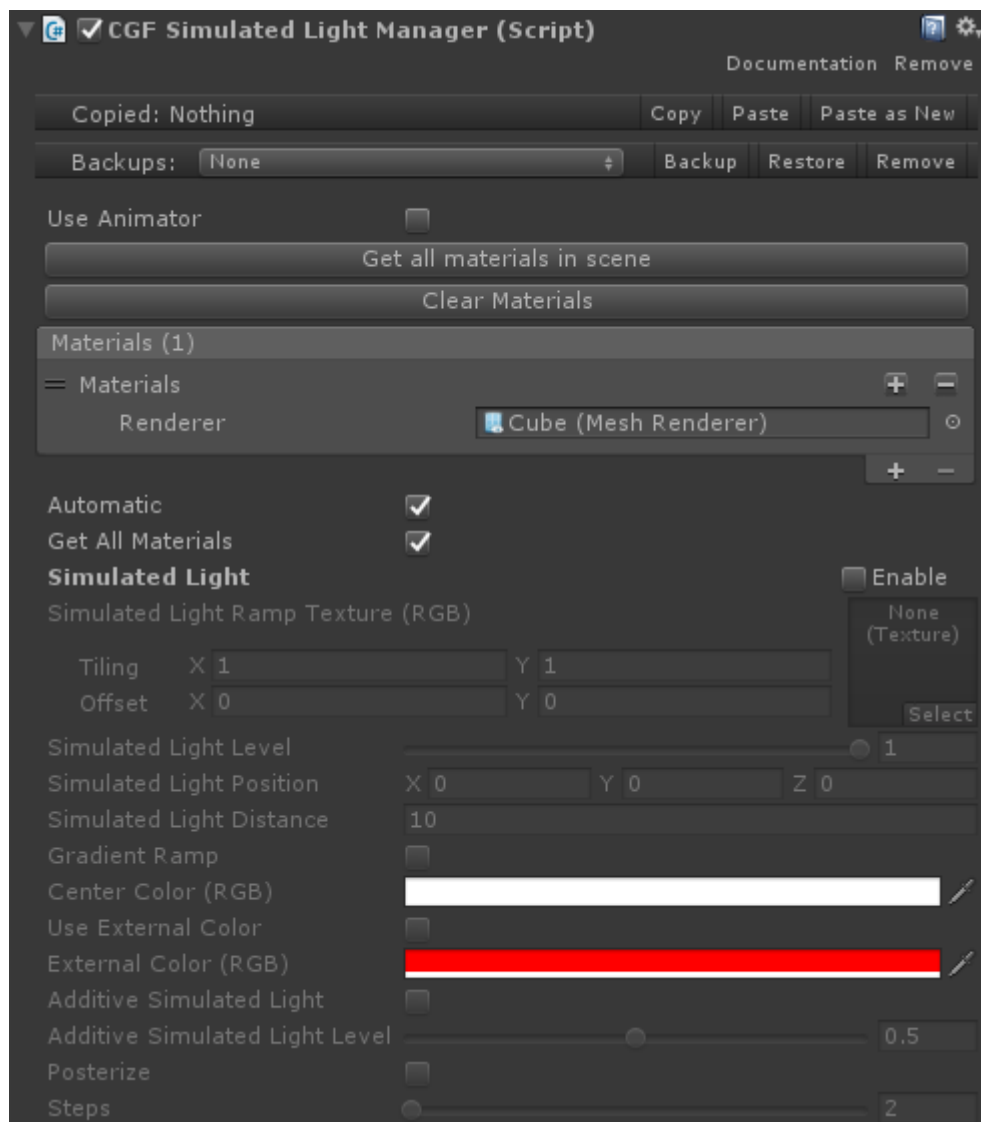 CGF Simulated Light Manager (Script)
Documentation Remove
Copied: Nothing Copy Paste Paste as New
Backups: None Backup Restore Remove
Use Animator
Get all materials in scene
Clear Materials
Materials (1)
Materials
Renderer Cube (Mesh Renderer)
Automatic
Get All Materials
Simulated Light Enable
Simulated Light Ramp Texture (RGB) None
(Texture)
Tiling X 1 Y 1
Offset X 0 Y 0
Select
Simulated Light Level 1
Simulated Light Position X 0 Y 0 Z 0
Simulated Light Distance 10
Gradient Ramp
Center Color (RGB)
Use External Color
External Color (RGB)
Additive Simulated Light
Additive Simulated Light Level 0.5
Posterize
Steps 2